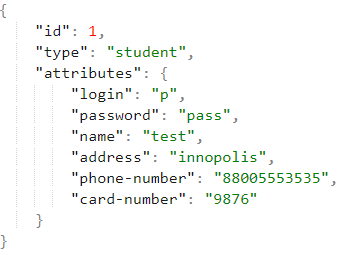 {
    "id": 1,
    "type": "student",
    "attributes": {
        "login": "p",
        "password": "pass",
        "name": "test",
        "address": "innopolis",
        "phone-number": "88005553535",
        "card-number": "9876"
    }
}